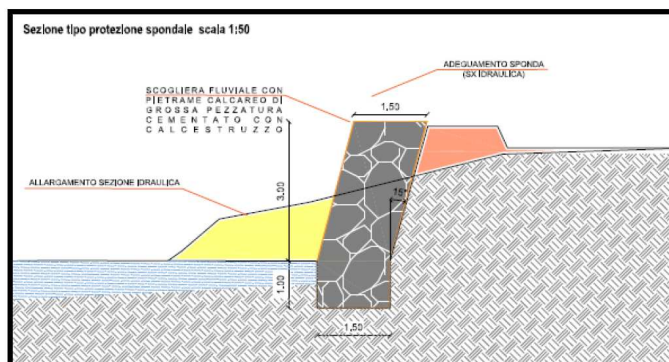 Sezione tipo protezione spondale scala 1:50
ADEGUAMENTO SPONDA
(SX IDRAULICA)
SCOGLIERA FLUVIALE CON
PIETRAME CALCAREO DI
GROSSA PEZZATURA
CEMENTATO CON
CALCESTRUZZO
1,50
ALLARGAMENTO SEZIONE IDRAULICA
3,00
15°
1,00
1,50